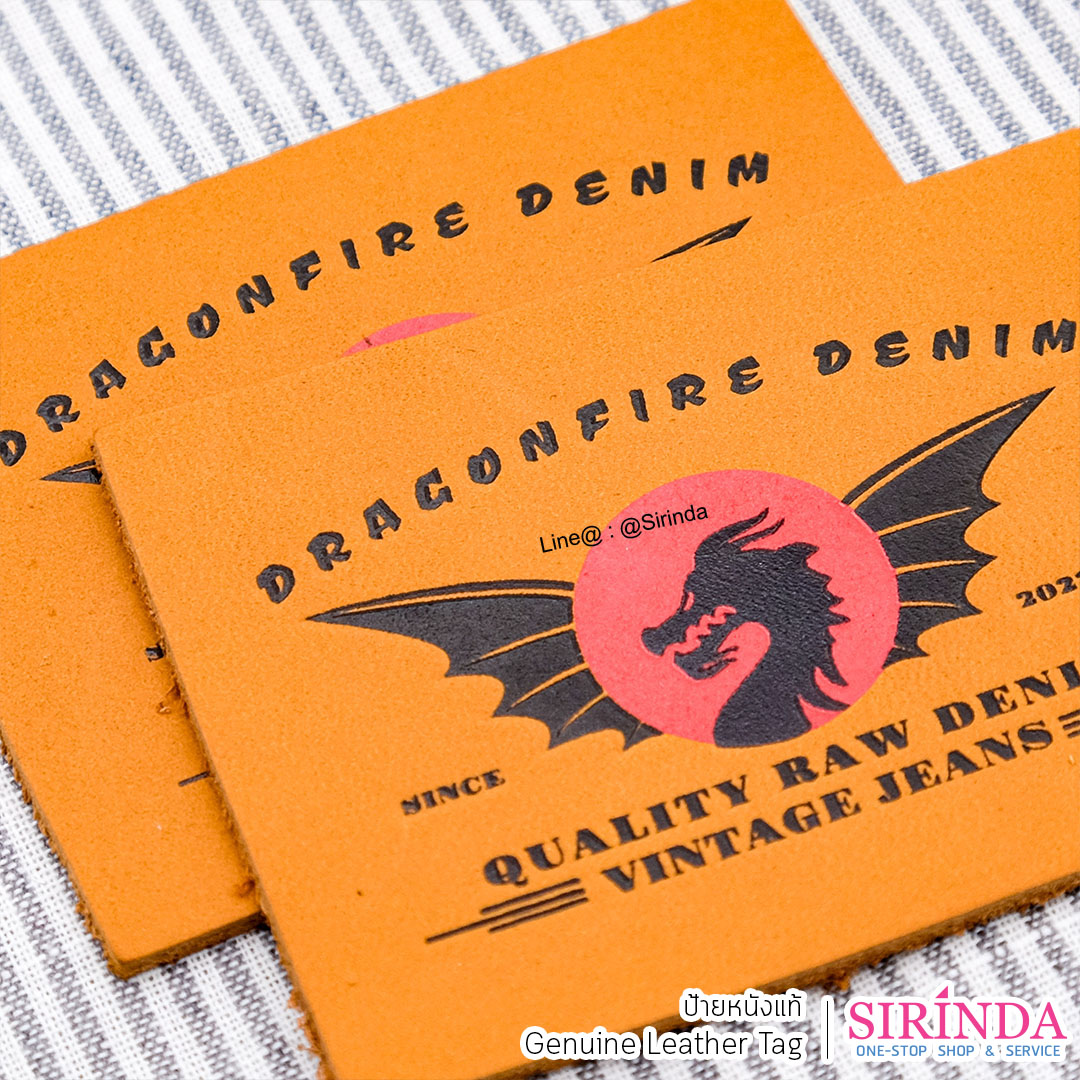 DRAGONFIRE DENIM
DRAGONFIRE DENIM
Line@ : @Sirinda
SINCE
QUALITY RAW DENI
VINTAGE JEANS
ป้ายหนังแท้
Genuine Leather Tag
SIRINDA
ONE-STOP SHOP & SERVICE